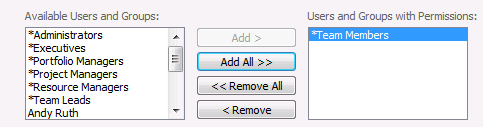 Available Users and Groups:
*Administrators
*Executives
*Portfolio Managers
*Project Managers
*Resource Managers
*Team Leads
Andy Ruth
Add >
Add All >>
<< Remove All
< Remove
Users and Groups with Permissions:
*Team Members